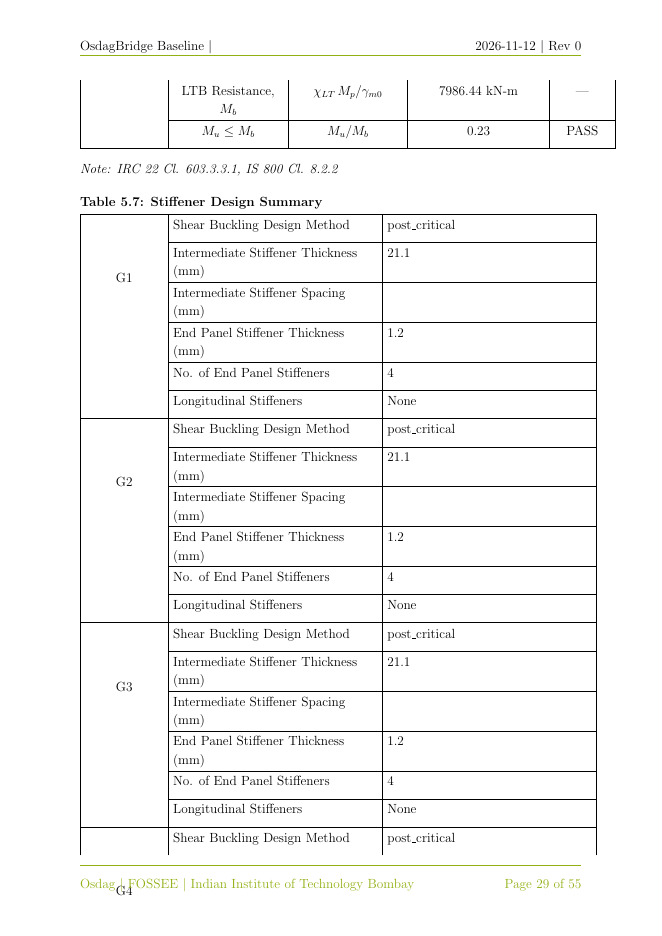 OsdagBridge Baseline | 2026-11-12 | Rev 0
LTB Resistance, χ_LT M_p/γ_m0 7986.44 kN-m —
M_b
M_u ≤ M_b M_u/M_b 0.23 PASS
Note: IRC 22 Cl. 603.3.3.1, IS 800 Cl. 8.2.2
Table 5.7: Stiffener Design Summary
G1
Shear Buckling Design Method post_critical
Intermediate Stiffener Thickness 21.1
(mm)
Intermediate Stiffener Spacing
(mm)
End Panel Stiffener Thickness 1.2
(mm)
No. of End Panel Stiffeners 4
Longitudinal Stiffeners None
G2
Shear Buckling Design Method post_critical
Intermediate Stiffener Thickness 21.1
(mm)
Intermediate Stiffener Spacing
(mm)
End Panel Stiffener Thickness 1.2
(mm)
No. of End Panel Stiffeners 4
Longitudinal Stiffeners None
G3
Shear Buckling Design Method post_critical
Intermediate Stiffener Thickness 21.1
(mm)
Intermediate Stiffener Spacing
(mm)
End Panel Stiffener Thickness 1.2
(mm)
No. of End Panel Stiffeners 4
Longitudinal Stiffeners None
Shear Buckling Design Method post_critical
G4
Osdag | FOSSEE | Indian Institute of Technology Bombay Page 29 of 55